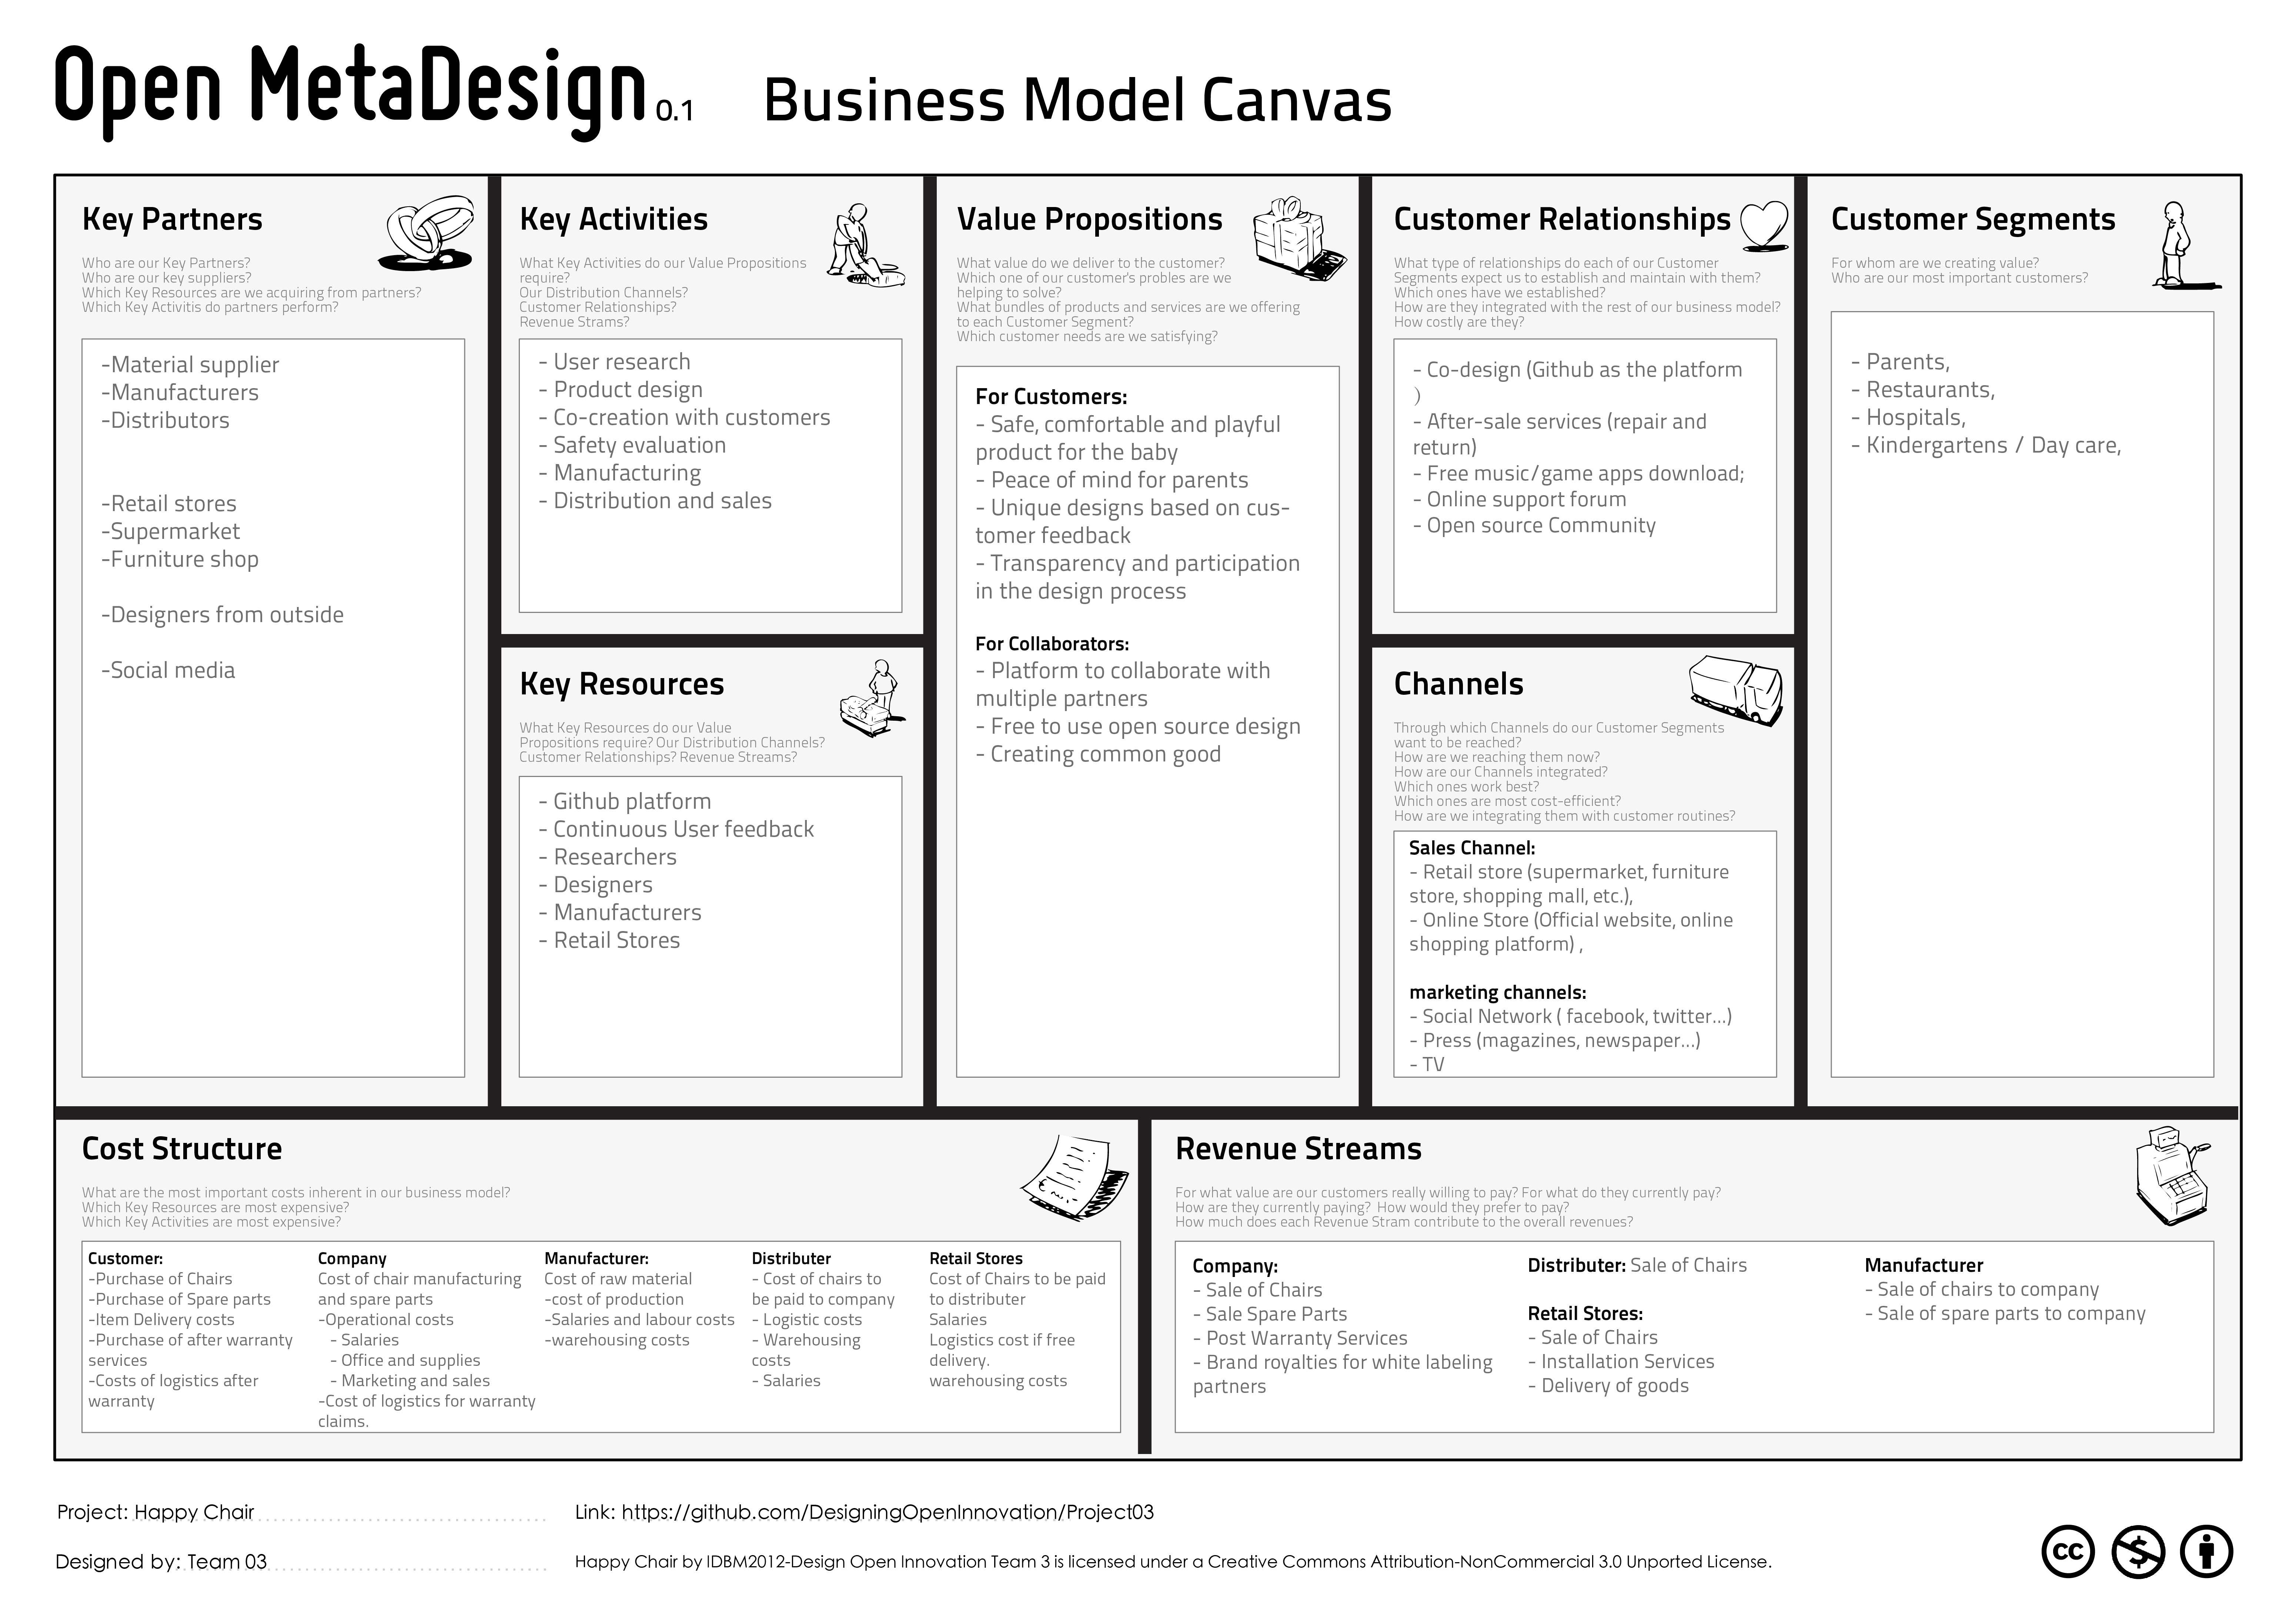 Open MetaDesign 0.1 Business Model Canvas
Key Partners
Who are our Key Partners?
Who are our key suppliers?
Which Key Resources are we acquiring from partners?
Which Key Activitis do partners perform?
-Material supplier
-Manufacturers
-Distributors
-Retail stores
-Supermarket
-Furniture shop
-Designers from outside
-Social media
Key Activities
What Key Activities do our Value Propositions
require?
Our Distribution Channels?
Customer Relationships?
Revenue Strams?
- User research
- Product design
- Co-creation with customers
- Safety evaluation
- Manufacturing
- Distribution and sales
Key Resources
What Key Resources do our Value
Propositions require? Our Distribution Channels?
Customer Relationships? Revenue Streams?
- Github platform
- Continuous User feedback
- Researchers
- Designers
- Manufacturers
- Retail Stores
Value Propositions
What value do we deliver to the customer?
Which one of our customer's probles are we
helping to solve?
What bundles of products and services are we offering
to each Customer Segment?
Which customer needs are we satisfying?
For Customers:
- Safe, comfortable and playful
product for the baby
- Peace of mind for parents
- Unique designs based on cus-
tomer feedback
- Transparency and participation
in the design process
For Collaborators:
- Platform to collaborate with
multiple partners
- Free to use open source design
- Creating common good
Customer Relationships
What type of relationships do each of our Customer
Segments expect us to establish and maintain with them?
Which ones have we established?
How are they integrated with the rest of our business model?
How costly are they?
- Co-design (Github as the platform
)
- After-sale services (repair and
return)
- Free music/game apps download;
- Online support forum
- Open source Community
Channels
Through which Channels do our Customer Segments
want to be reached?
How are we reaching them now?
How are our Channels integrated?
Which ones work best?
Which ones are most cost-efficient?
How are we integrating them with customer routines?
Sales Channel:
- Retail store (supermarket, furniture
store, shopping mall, etc.),
- Online Store (Official website, online
shopping platform) ,
marketing channels:
- Social Network ( facebook, twitter...)
- Press (magazines, newspaper...)
- TV
Customer Segments
For whom are we creating value?
Who are our most important customers?
- Parents,
- Restaurants,
- Hospitals,
- Kindergartens / Day care,
Cost Structure
What are the most important costs inherent in our business model?
Which Key Resources are most expensive?
Which Key Activities are most expensive?
Customer:
-Purchase of Chairs
-Purchase of Spare parts
-Item Delivery costs
-Purchase of after warranty
services
-Costs of logistics after
warranty
Company
Cost of chair manufacturing
and spare parts
-Operational costs
- Salaries
- Office and supplies
- Marketing and sales
-Cost of logistics for warranty
claims.
Manufacturer:
Cost of raw material
-cost of production
-Salaries and labour costs
-warehousing costs
Distributer
- Cost of chairs to
be paid to company
- Logistic costs
- Warehousing
costs
- Salaries
Retail Stores
Cost of Chairs to be paid
to distributer
Salaries
Logistics cost if free
delivery.
warehousing costs
Revenue Streams
For what value are our customers really willing to pay? For what do they currently pay?
How are they currently paying? How would they prefer to pay?
How much does each Revenue Stram contribute to the overall revenues?
Company:
- Sale of Chairs
- Sale Spare Parts
- Post Warranty Services
- Brand royalties for white labeling
partners
Distributer: Sale of Chairs
Retail Stores:
- Sale of Chairs
- Installation Services
- Delivery of goods
Manufacturer
- Sale of chairs to company
- Sale of spare parts to company
Project: Happy Chair
Link: https://github.com/DesigningOpenInnovation/Project03
Designed by: Team 03
Happy Chair by IDBM2012-Design Open Innovation Team 3 is licensed under a Creative Commons Attribution-NonCommercial 3.0 Unported License.
cc $